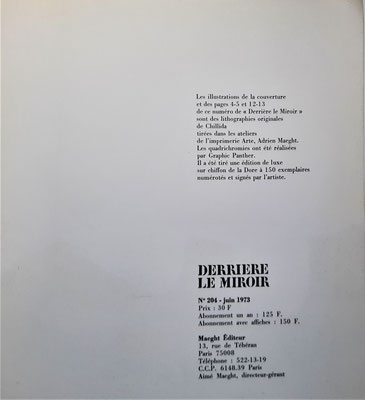 Les illustrations de la couverture
et des pages 4-5 et 12-13
de ce numéro de « Derrière le Miroir »
sont des lithographies originales
de Chillida
tirées dans les ateliers
de l'imprimerie Arte, Adrien Maeght.
Les quadrichromies ont été réalisées
par Graphic Panther.
Il a été tiré une édition de luxe
sur chiffon de la Dore à 150 exemplaires
numérotés et signés par l'artiste.
DERRIERE
LE MIROIR
N° 204 - juin 1973
Prix : 30 F
Abonnement un an : 125 F.
Abonnement avec affiches : 150 F.
Maeght Éditeur
13, rue de Téhéran
Paris 75008
Téléphone : 522-13-19
C.C.P. 6148.39 Paris
Aimé Maeght, directeur-gérant